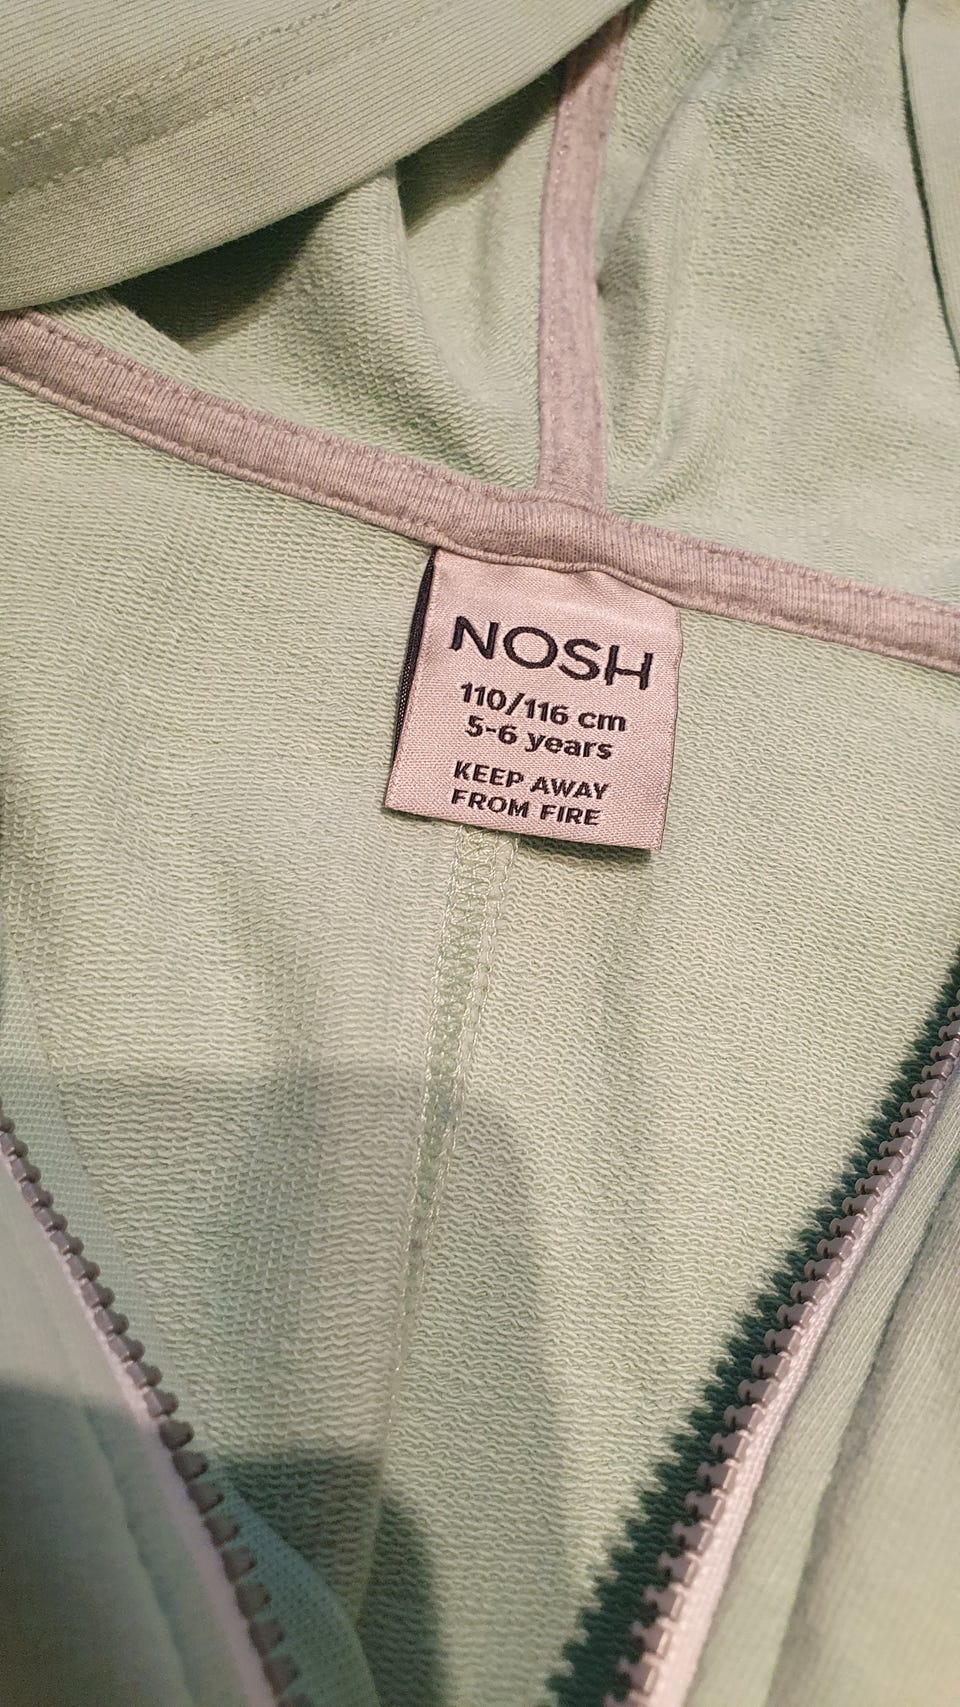 NOSH
110/116 cm
5-6 years
KEEP AWAY
FROM FIRE